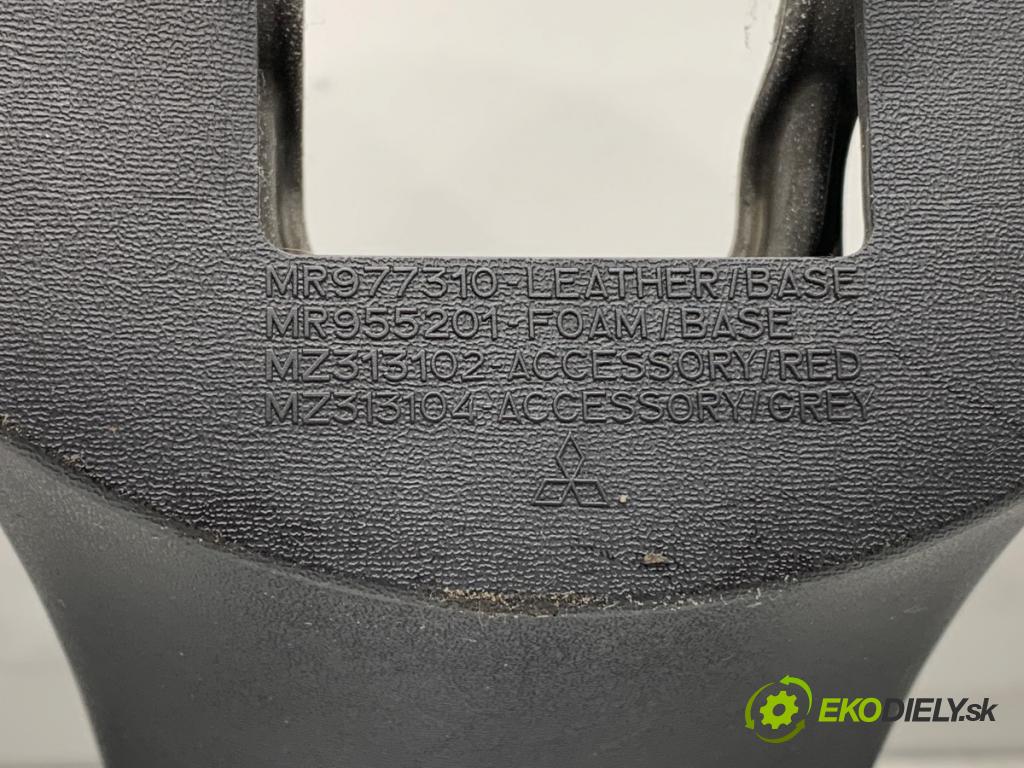 MR977310-LEATHER/BASE
MR955201-FOAM/BASE
MZ313102-ACCESSORY/RED
MZ313104-ACCESSORY/GREY
EKODIELY.sk